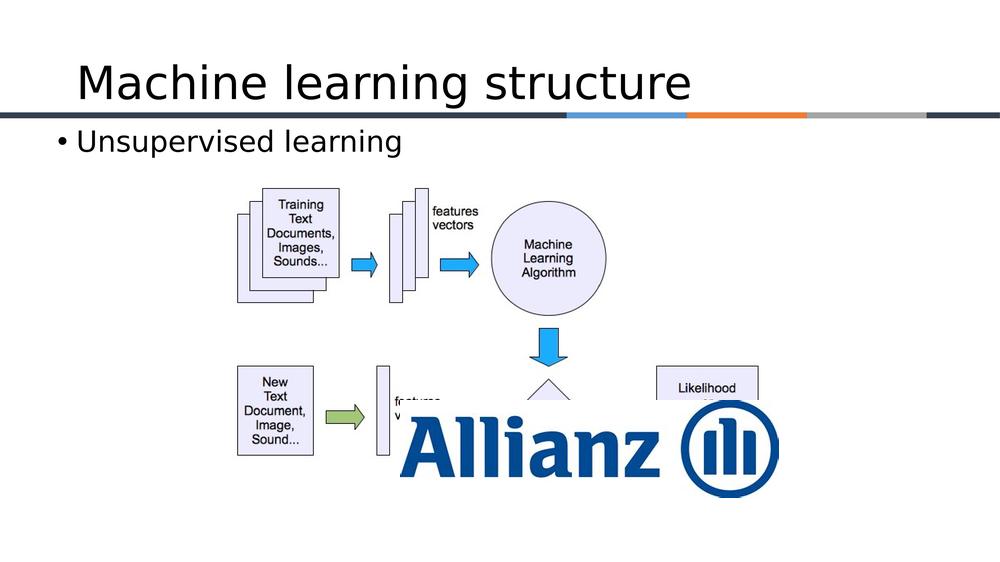 Machine learning structure
• Unsupervised learning
Training
Text
Documents,
Images,
Sounds...
features
vectors
Machine
Learning
Algorithm
New
Text
Document,
Image,
Sound...
Likelihood
Allianz